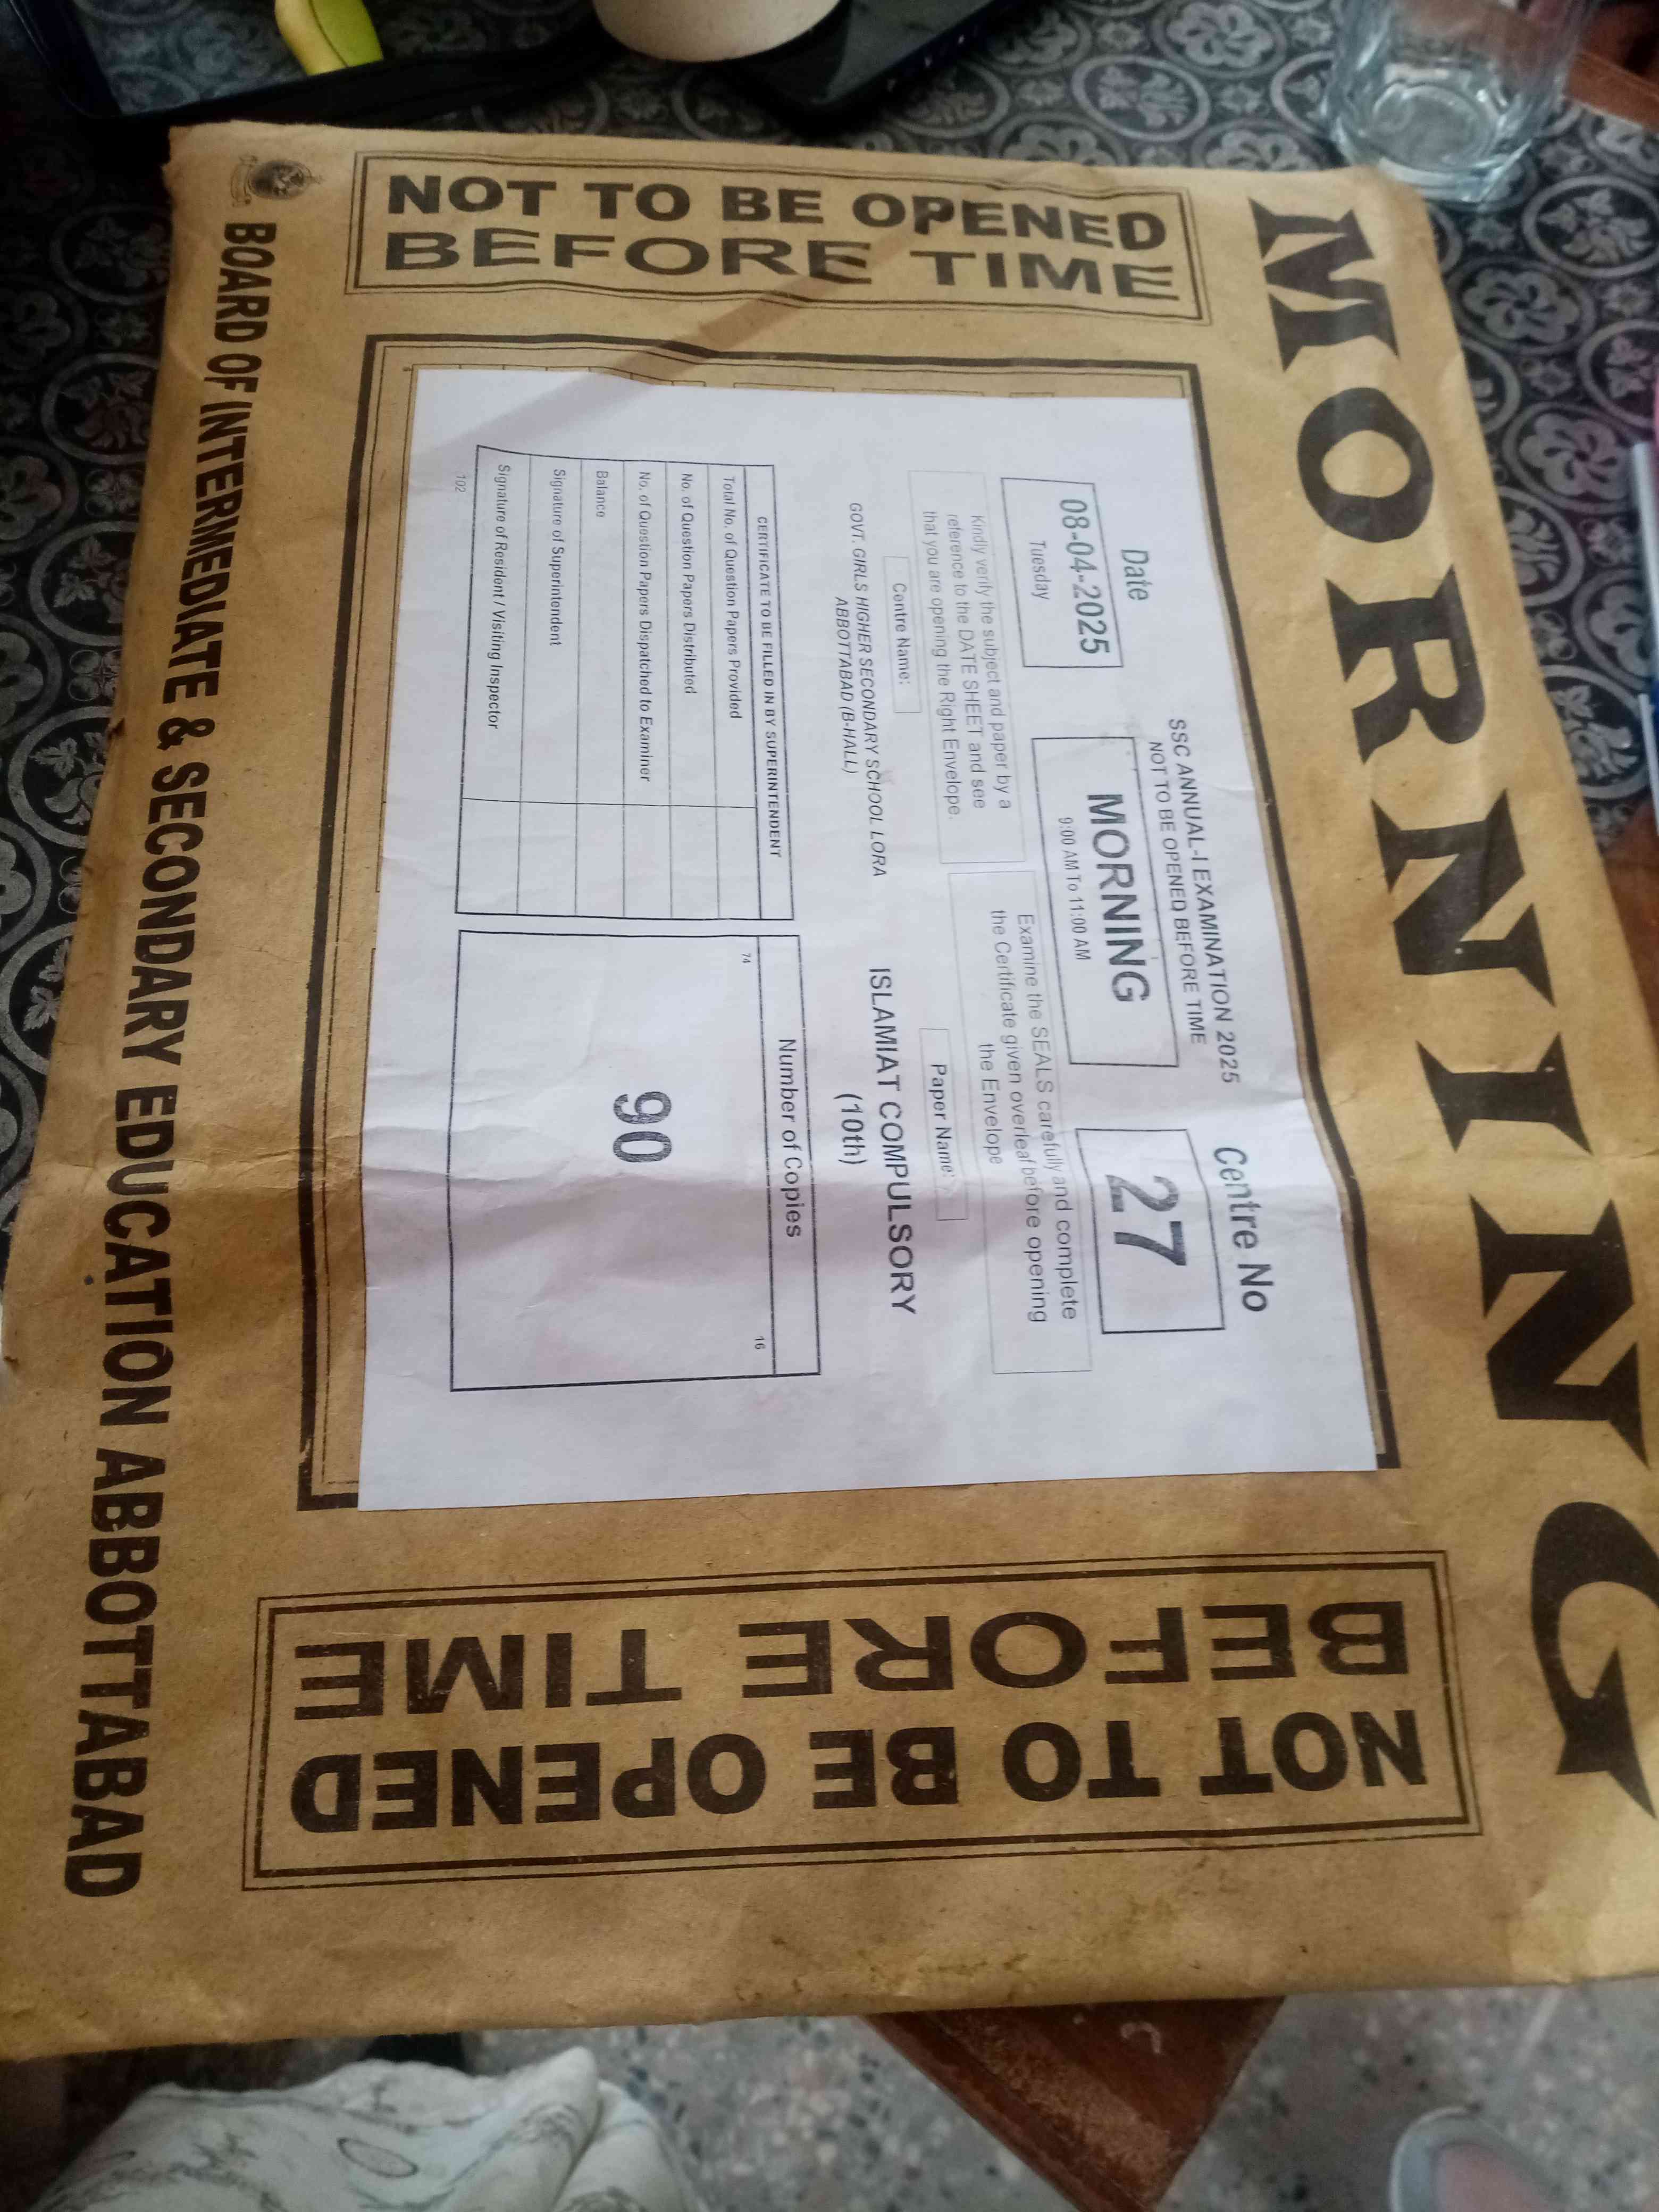 MORNING
NOT TO BE OPENED
BEFORE TIME
SSC ANNUAL-I EXAMINATION 2025
NOT TO BE OPENED BEFORE TIME
Date
08-04-2025
Tuesday
MORNING
9:00 AM To 11:00 AM
Centre No
27
Kindly verify the subject and paper by a
reference to the DATE SHEET and see
that you are opening the Right Envelope.
Examine the SEALS carefully and complete
the Certificate given overleaf before opening
the Envelope
Centre Name:
GOVT. GIRLS HIGHER SECONDARY SCHOOL LORA
ABBOTTABAD (B-HALL)
Paper Name:
ISLAMIAT COMPULSORY
(10th)
CERTIFICATE TO BE FILLED IN BY SUPERINTENDENT
Total No. of Question Papers Provided
No. of Question Papers Distributed
No. of Question Papers Dispatched to Examiner
Balance
Signature of Superintendent
Signature of Resident / Visiting Inspector
102
Number of Copies
74
16
90
NOT TO BE OPENED
BEFORE TIME
BOARD OF INTERMEDIATE & SECONDARY EDUCATION ABBOTTABAD